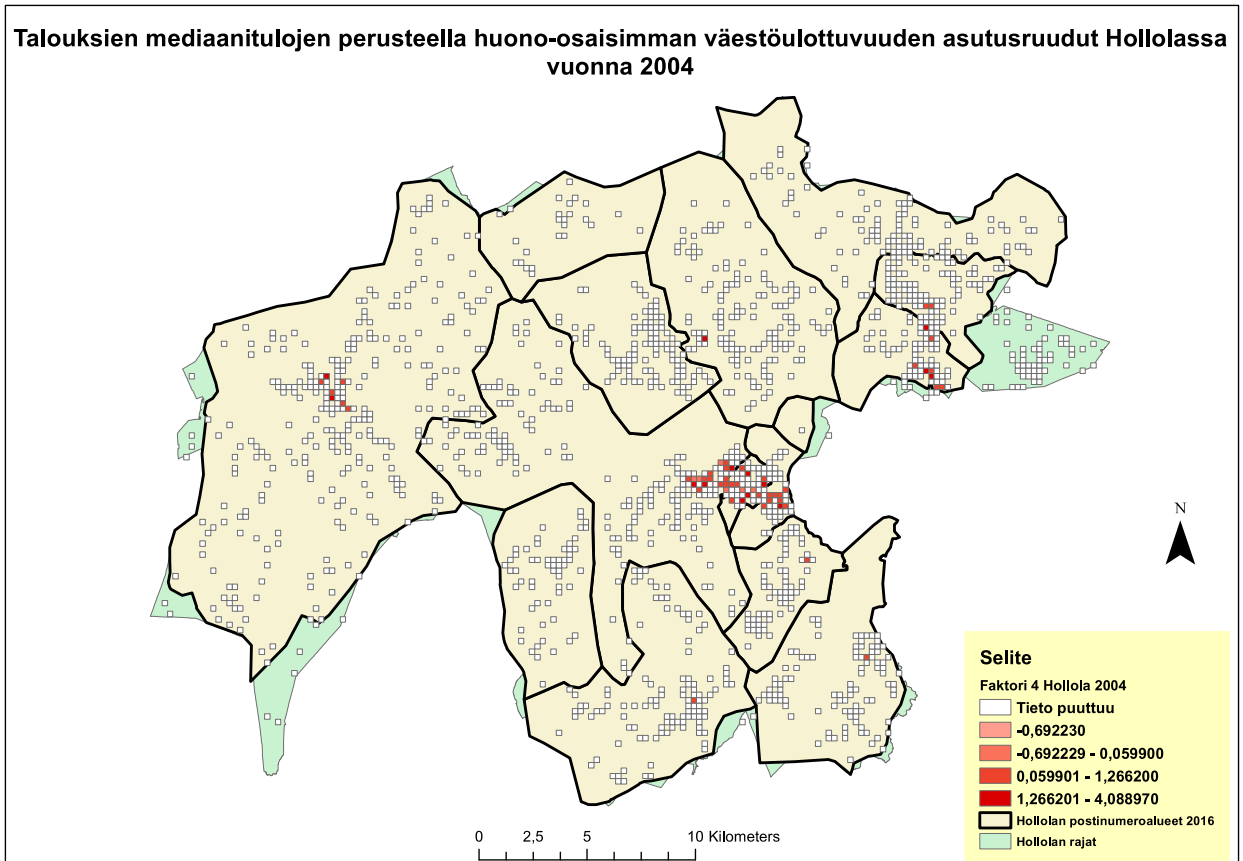 Talouksien mediaanitulojen perusteella huono-osaisimman väestöulottuvuuden asutusruudut Hollolassa
vuonna 2004
N
Selite
Faktori 4 Hollola 2004
Tieto puuttuu
-0,692230
-0,692229 - 0,059900
0,059901 - 1,266200
1,266201 - 4,088970
Hollolan postinumeroalueet 2016
Hollolan rajat
0 2,5 5 10 Kilometers